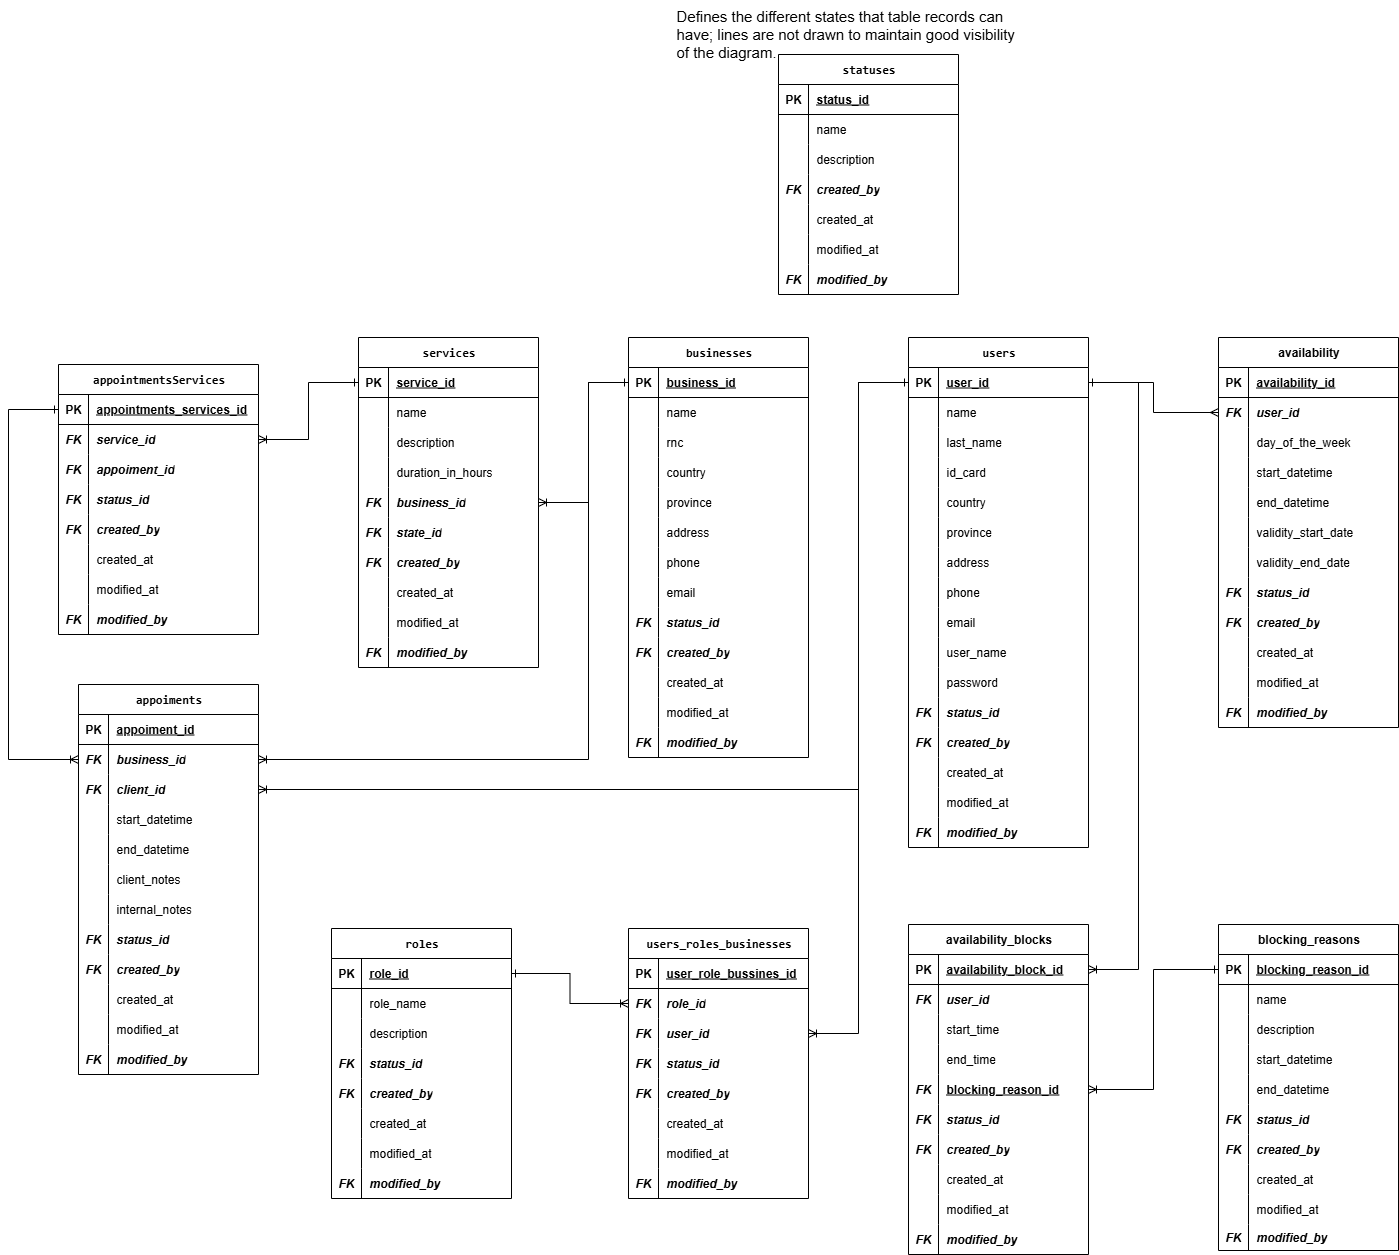 Defines the different states that table records can
have; lines are not drawn to maintain good visibility
of the diagram.
statuses
PK status_id
name
description
FK created_by
created_at
modified_at
FK modified_by
appointmentsServices
PK appointments_services_id
FK service_id
FK appoiment_id
FK status_id
FK created_by
created_at
modified_at
FK modified_by
services
PK service_id
name
description
duration_in_hours
FK business_id
FK state_id
FK created_by
created_at
modified_at
FK modified_by
businesses
PK business_id
name
rnc
country
province
address
phone
email
FK status_id
FK created_by
created_at
modified_at
FK modified_by
users
PK user_id
name
last_name
id_card
country
province
address
phone
email
user_name
password
FK status_id
FK created_by
created_at
modified_at
FK modified_by
availability
PK availability_id
FK user_id
day_of_the_week
start_datetime
end_datetime
validity_start_date
validity_end_date
FK status_id
FK created_by
created_at
modified_at
FK modified_by
appoiments
PK appoiment_id
FK business_id
FK client_id
start_datetime
end_datetime
client_notes
internal_notes
FK status_id
FK created_by
created_at
modified_at
FK modified_by
roles
PK role_id
role_name
description
FK status_id
FK created_by
created_at
modified_at
FK modified_by
users_roles_businesses
PK user_role_bussines_id
FK role_id
FK user_id
FK status_id
FK created_by
created_at
modified_at
FK modified_by
availability_blocks
PK availability_block_id
FK user_id
start_time
end_time
FK blocking_reason_id
FK status_id
FK created_by
created_at
modified_at
FK modified_by
blocking_reasons
PK blocking_reason_id
name
description
start_datetime
end_datetime
FK status_id
FK created_by
created_at
modified_at
FK modified_by